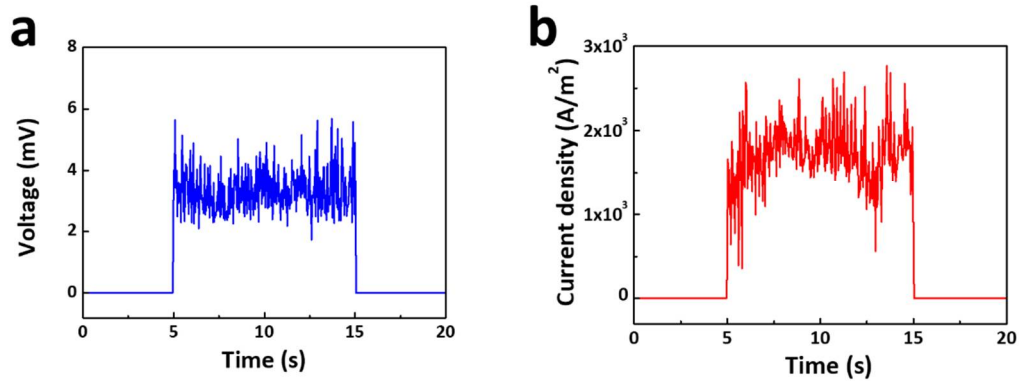 a
8
6
4
2
0
Voltage (mV)
0 5 10 15 20
Time (s)
b
3x10³
2x10³
1x10³
0
Current density (A/m²)
0 5 10 15 20
Time (s)